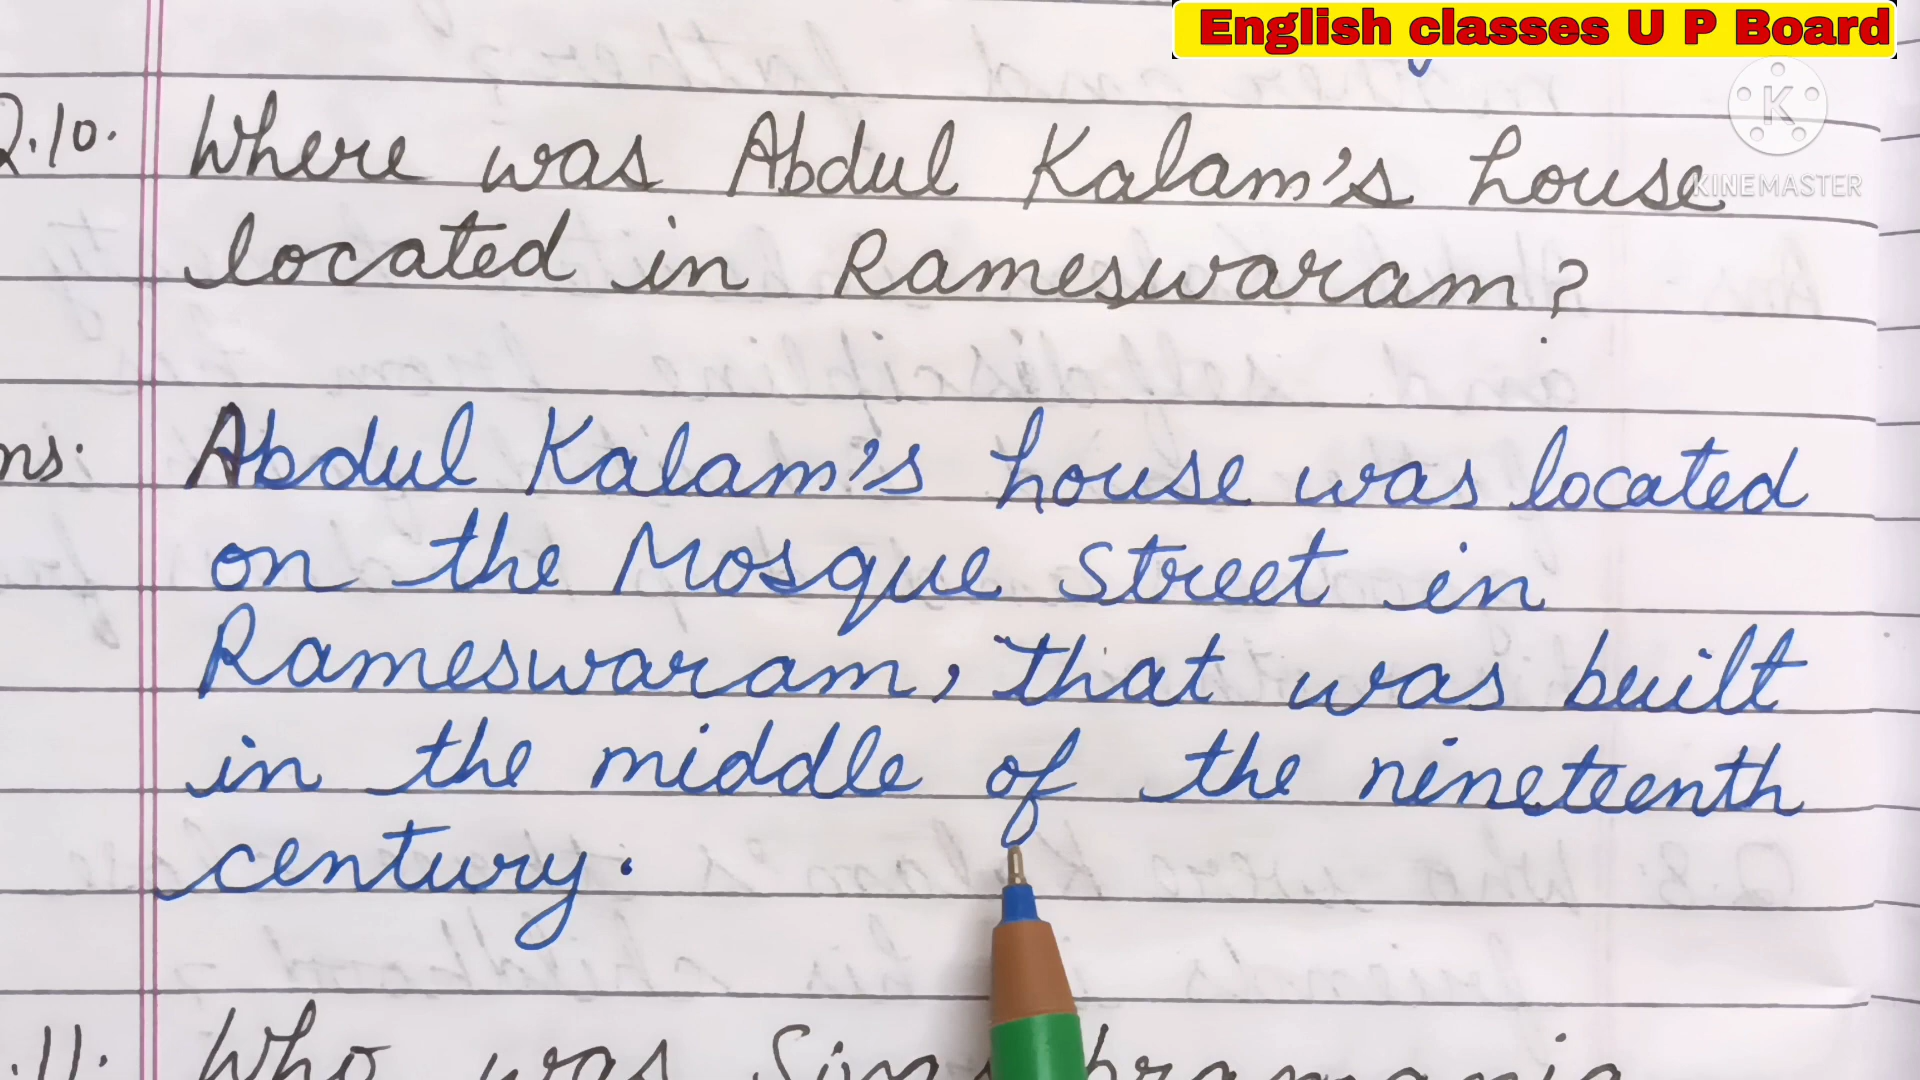 English classes U P Board
KINEMASTER
Q.10. Where was Abdul Kalam's house
located in Rameswaram?
Ans. Abdul Kalam's house was located
on the Mosque Street in
Rameswaram, that was built
in the middle of the nineteenth
century.
.11. Who was